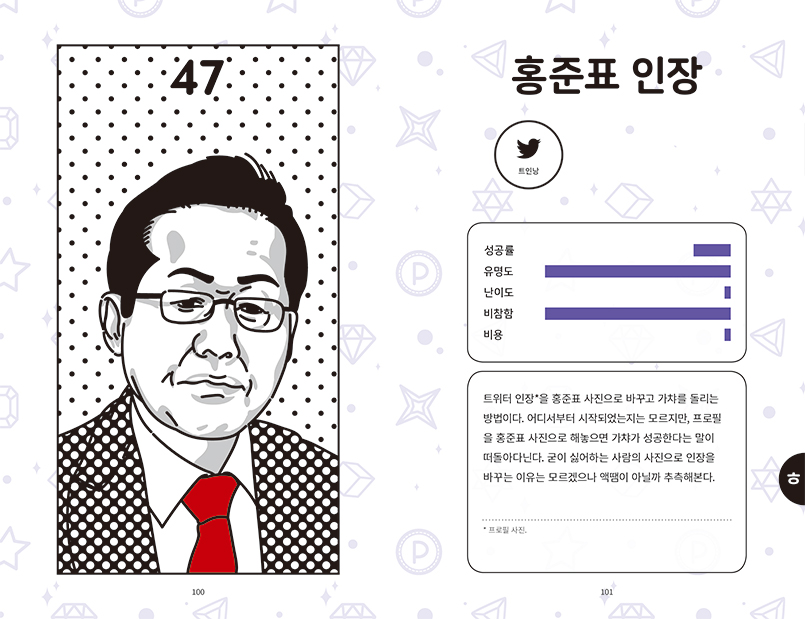 47
100
홍준표 인장
트인낭
성공률
유명도
난이도
비참함
비용
트위터 인장*을 홍준표 사진으로 바꾸고 가챠를 돌리는
방법이다. 어디서부터 시작되었는지는 모르지만, 프로필
을 홍준표 사진으로 해놓으면 가챠가 성공한다는 말이
떠돌아다닌다. 굳이 싫어하는 사람의 사진으로 인장을
바꾸는 이유는 모르겠으나 액땜이 아닐까 추측해본다.
* 프로필 사진.
ㅎ
101